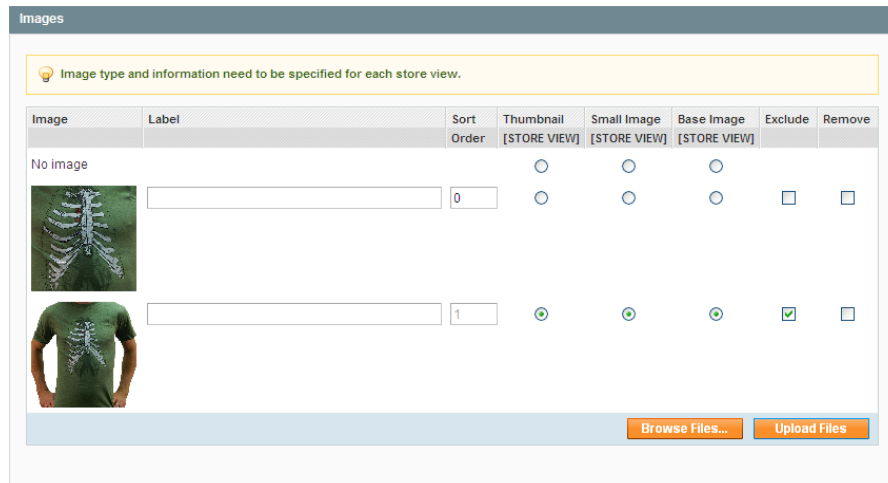 Images
Image type and information need to be specified for each store view.
Image Label Sort Order Thumbnail [STORE VIEW] Small Image [STORE VIEW] Base Image [STORE VIEW] Exclude Remove
No image
0
1
Browse Files... Upload Files